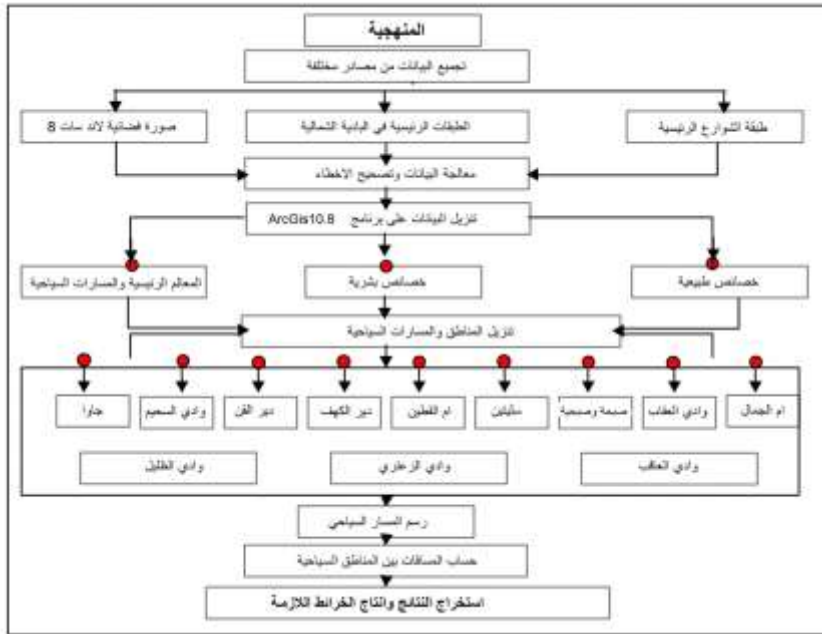 المنهجية
تجميع البيانات من مصادر مختلفة
طبقة الشوارع الرئيسية
الطبقات الرئيسية في البادية الشمالية
صورة فضائية لاند سات 8
معالجة البيانات وتصحيح الاخطاء
تنزيل البيانات على برنامج ArcGis10.8
خصائص طبيعية
خصائص بشرية
المعالم الرئيسية والمسارات السياحية
تنزيل المناطق والمسارات السياحية
ام الجمال
وادي العقاب
صبحة وصبحية
ام القطين
دير الكهف
دير القن
وادي السحيم
جاوا
وادي العاقب
وادي الزعتري
وادي الظليل
رسم المسار السياحي
حساب المسافات بين المناطق السياحية
استخراج النتائج وانتاج الخرائط اللازمة